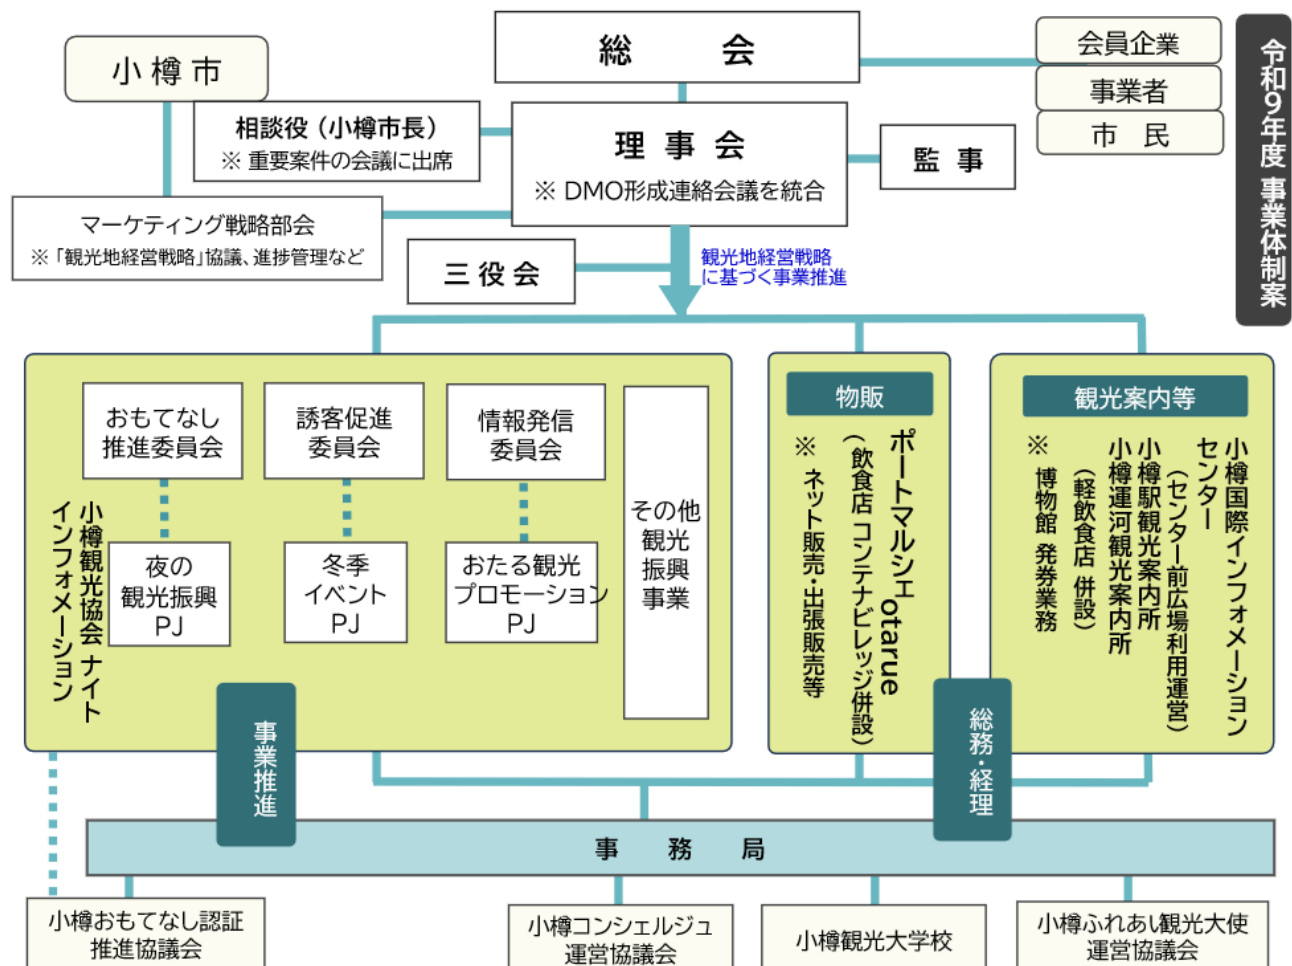 令和9年度 事業体制案
総 会
会員企業
事業者
市 民
小樽市
相談役（小樽市長）
※ 重要案件の会議に出席
理事会
※ DMO形成連絡会議を統合
監 事
マーケティング戦略部会
※「観光地経営戦略」協議、進捗管理など
三役会
観光地経営戦略
に基づく事業推進
おもてなし
推進委員会
誘客促進
委員会
情報発信
委員会
その他
観光
振興
事業
夜の
観光振興
PJ
冬季
イベント
PJ
おたる観光
プロモーション
PJ
小樽観光協会 ナイト
インフォメーション
物販
ポートマルシェ otarue
（飲食店 コンテナビレッジ併設）
※ ネット販売・出張販売等
観光案内等
小樽国際インフォメーション
センター
（センター前広場利用運営）
小樽駅観光案内所
小樽運河観光案内所
（軽飲食店 併設）
※ 博物館 発券業務
事業推進
総務・経理
事 務 局
小樽おもてなし認証
推進協議会
小樽コンシェルジュ
運営協議会
小樽観光大学校
小樽ふれあい観光大使
運営協議会